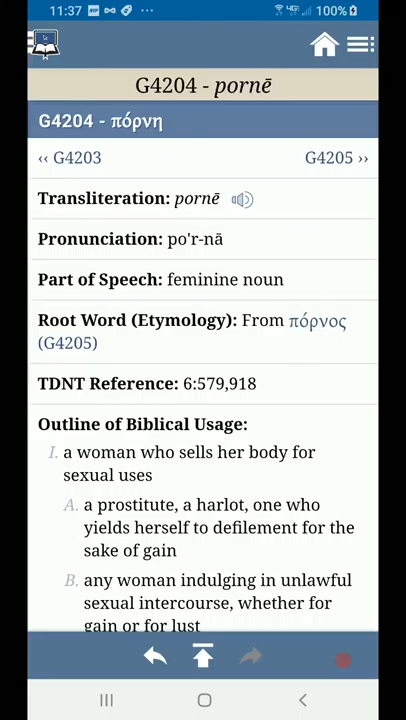 11:37
100%
G4204 - pornē
G4204 - πόρνη
‹‹ G4203 G4205 ››
Transliteration: pornē
Pronunciation: po'r-nā
Part of Speech: feminine noun
Root Word (Etymology): From πόρνος
(G4205)
TDNT Reference: 6:579,918
Outline of Biblical Usage:
I. a woman who sells her body for
sexual uses
A. a prostitute, a harlot, one who
yields herself to defilement for the
sake of gain
B. any woman indulging in unlawful
sexual intercourse, whether for
gain or for lust